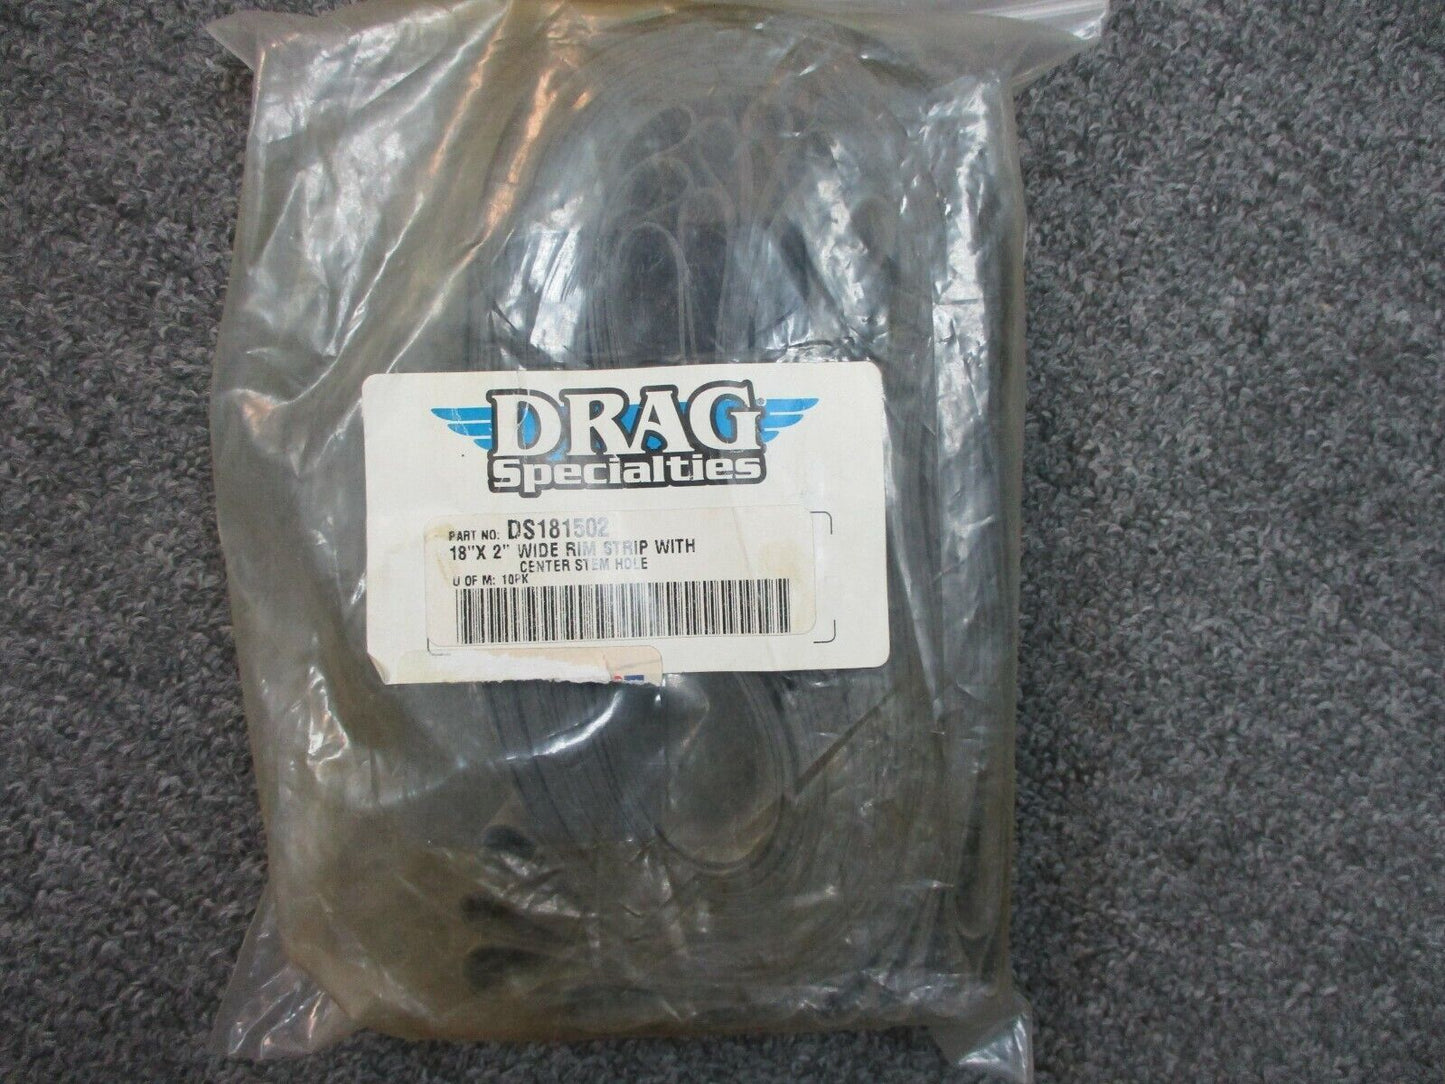 DRAG®
Specialties
PART NO: DS181502
18"X 2" WIDE RIM STRIP WITH
CENTER STEM HOLE
U OF M: 10PK